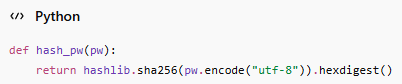 </> Python
def hash_pw(pw):
    return hashlib.sha256(pw.encode("utf-8")).hexdigest()